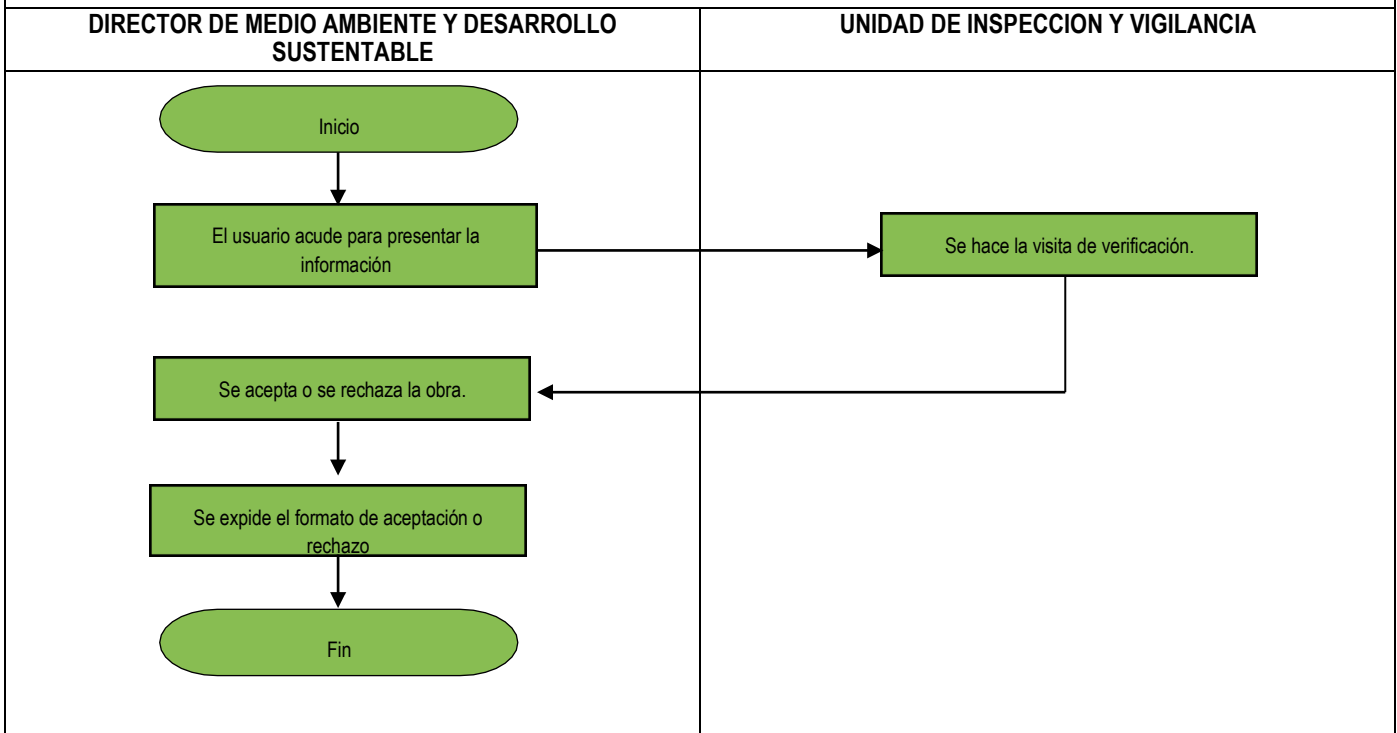 DIRECTOR DE MEDIO AMBIENTE Y DESARROLLO
SUSTENTABLE
UNIDAD DE INSPECCION Y VIGILANCIA
Inicio
El usuario acude para presentar la
información
Se hace la visita de verificación.
Se acepta o se rechaza la obra.
Se expide el formato de aceptación o
rechazo
Fin